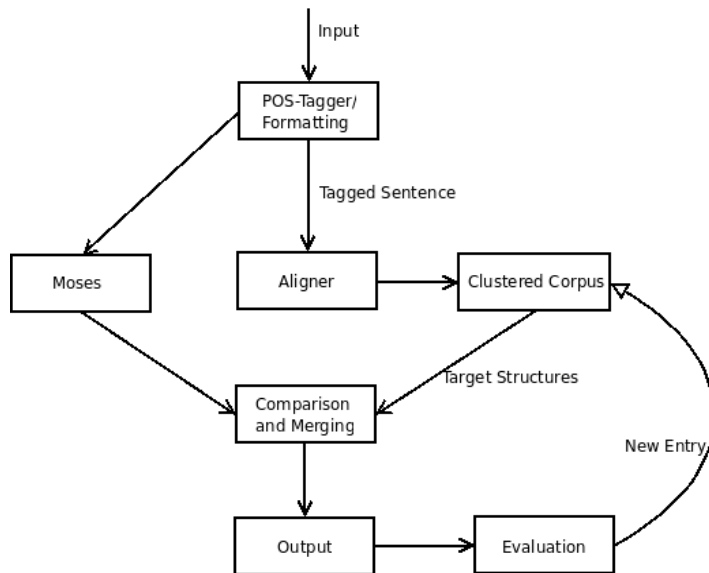 Input
POS-Tagger/
Formatting
Tagged Sentence
Moses
Aligner
Clustered Corpus
Target Structures
Comparison
and Merging
New Entry
Output
Evaluation